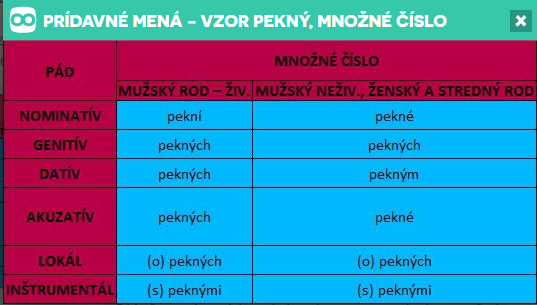 PRÍDAVNÉ MENÁ – VZOR PEKNÝ, MNOŽNÉ ČÍSLO
PÁD
MNOŽNÉ ČÍSLO
MUŽSKÝ ROD – ŽIV. MUŽSKÝ NEŽIV., ŽENSKÝ A STREDNÝ ROD
NOMINATÍV pekní pekné
GENITÍV pekných pekných
DATÍV pekných pekným
AKUZATÍV pekných pekné
LOKÁL (o) pekných (o) pekných
INŠTRUMENTÁL (s) peknými (s) peknými